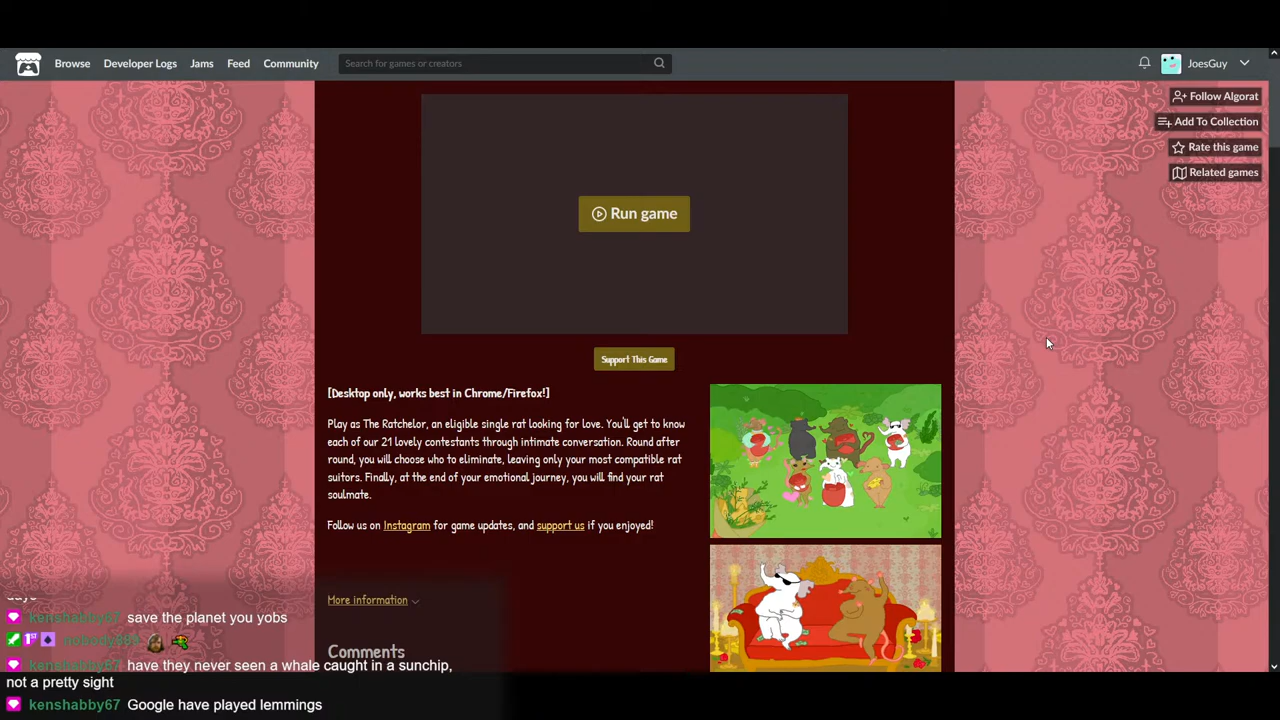 Browse Developer Logs Jams Feed Community Search for games or creators JoesGuy
Follow Algorat
Add To Collection
Rate this game
Related games
Run game
Support This Game
[Desktop only, works best in Chrome/Firefox!]
Play as The Ratchelor, an eligible single rat looking for love. You'll get to know
each of our 21 lovely contestants through intimate conversation. Round after
round, you will choose who to eliminate, leaving only your most compatible rat
suitors. Finally, at the end of your emotional journey, you will find your rat
soulmate.
Follow us on Instagram for game updates, and support us if you enjoyed!
More information
Comments
kenshabby67 save the planet you yobs
kenshabby67 have they never seen a whale caught in a sunchip,
not a pretty sight
kenshabby67 Google have played lemmings